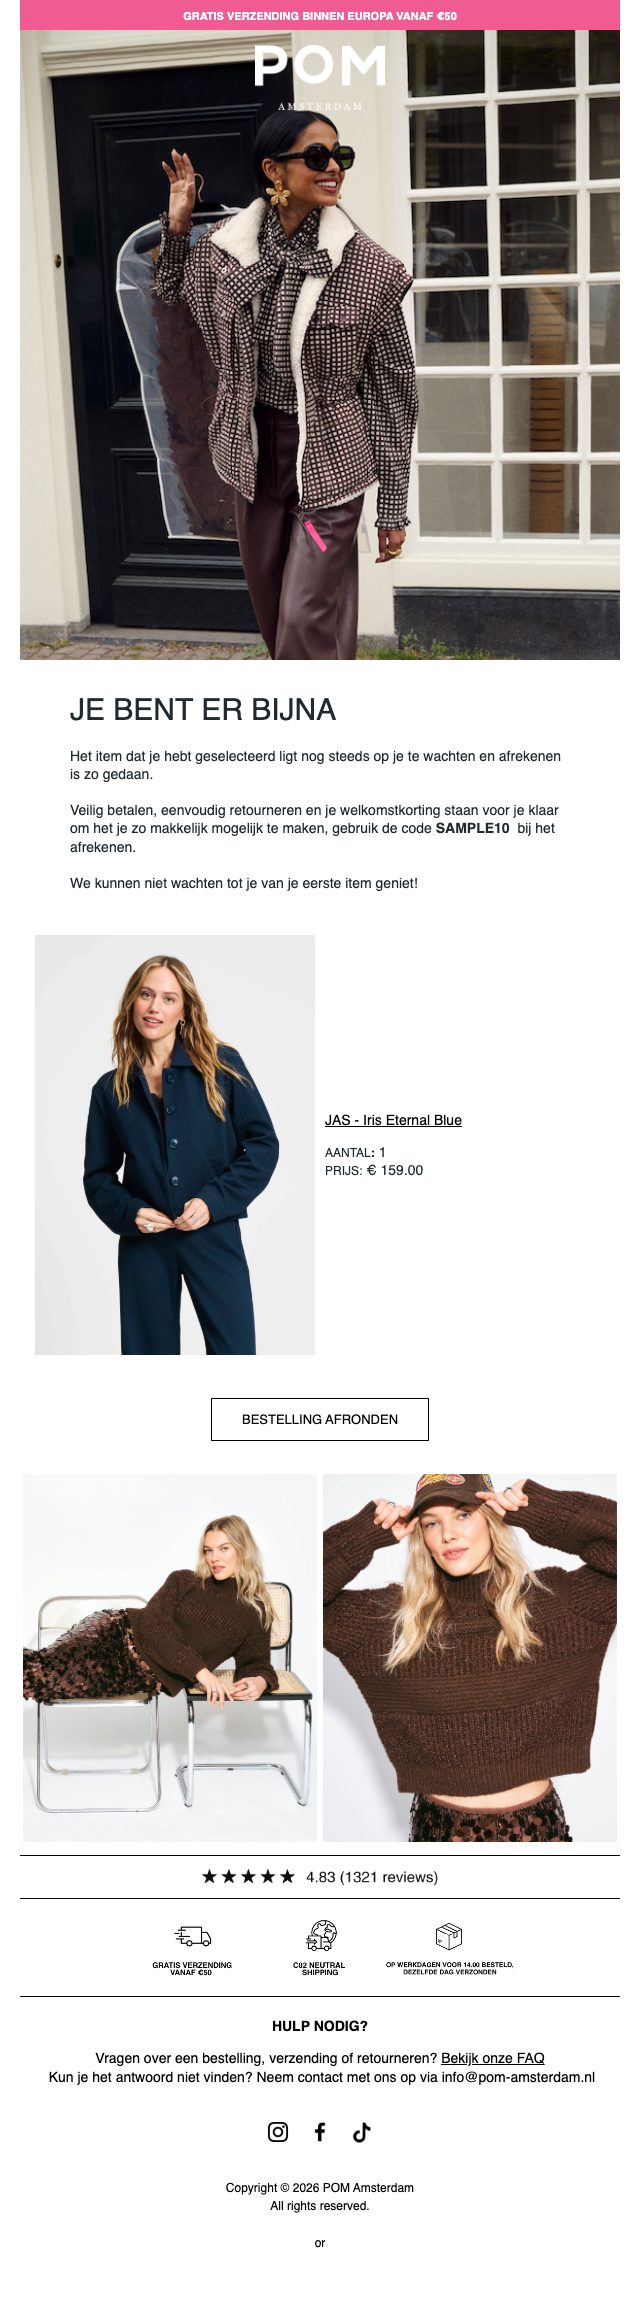 GRATIS VERZENDING BINNEN EUROPA VANAF €50
POM
AMSTERDAM
JE BENT ER BIJNA
Het item dat je hebt geselecteerd ligt nog steeds op je te wachten en afrekenen
is zo gedaan.
Veilig betalen, eenvoudig retourneren en je welkomstkorting staan voor je klaar
om het je zo makkelijk mogelijk te maken, gebruik de code SAMPLE10 bij het
afrekenen.
We kunnen niet wachten tot je van je eerste item geniet!
JAS - Iris Eternal Blue
AANTAL: 1
PRIJS: € 159.00
BESTELLING AFRONDEN
★★★★★ 4.83 (1321 reviews)
GRATIS VERZENDING
VANAF €50
C02 NEUTRAL
SHIPPING
OP WERKDAGEN VOOR 14.00 BESTELD,
DEZELFDE DAG VERZONDEN
HULP NODIG?
Vragen over een bestelling, verzending of retourneren? Bekijk onze FAQ
Kun je het antwoord niet vinden? Neem contact met ons op via info@pom-amsterdam.nl
Copyright © 2026 POM Amsterdam
All rights reserved.
or